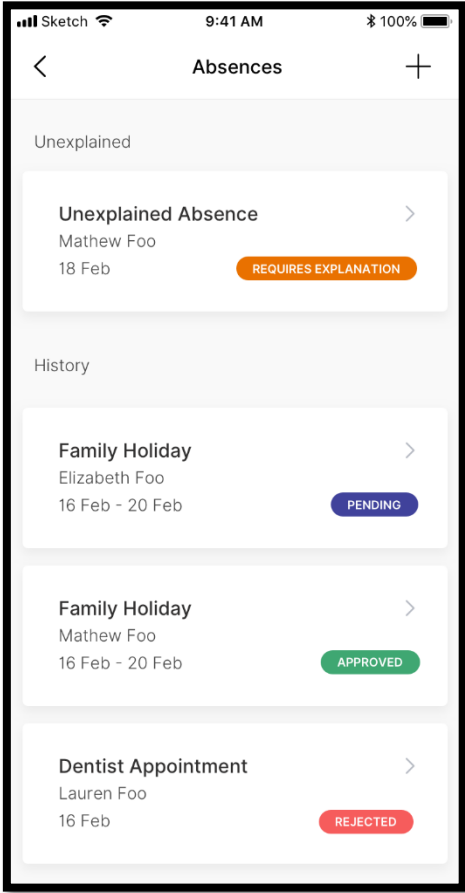 Sketch 9:41 AM 100%
Absences
Unexplained
Unexplained Absence
Mathew Foo
18 Feb REQUIRES EXPLANATION
History
Family Holiday
Elizabeth Foo
16 Feb - 20 Feb PENDING
Family Holiday
Mathew Foo
16 Feb - 20 Feb APPROVED
Dentist Appointment
Lauren Foo
16 Feb REJECTED